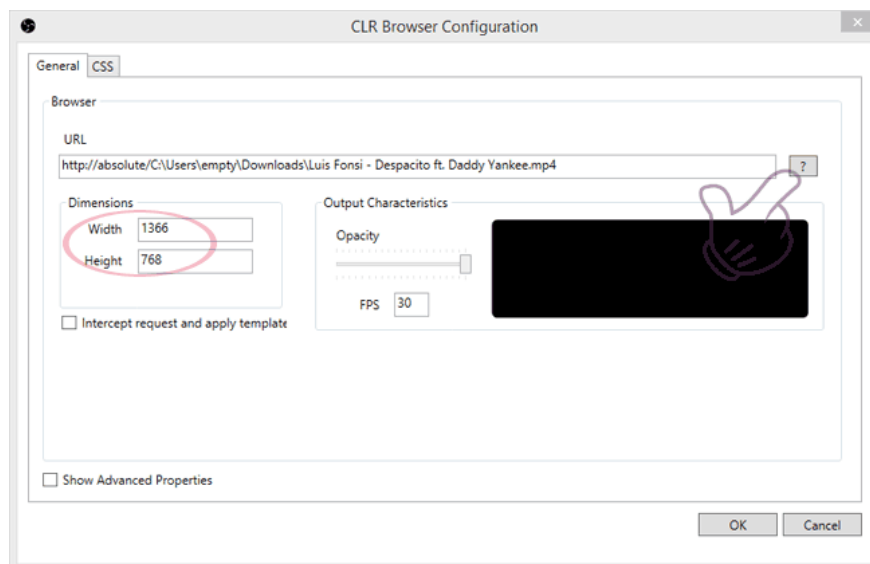 CLR Browser Configuration
General CSS
Browser
URL
http://absolute/C:\Users\empty\Downloads\Luis Fonsi - Despacito ft. Daddy Yankee.mp4 ?
Dimensions
Width 1366
Height 768
Output Characteristics
Opacity
FPS 30
Intercept request and apply template
Show Advanced Properties
OK Cancel